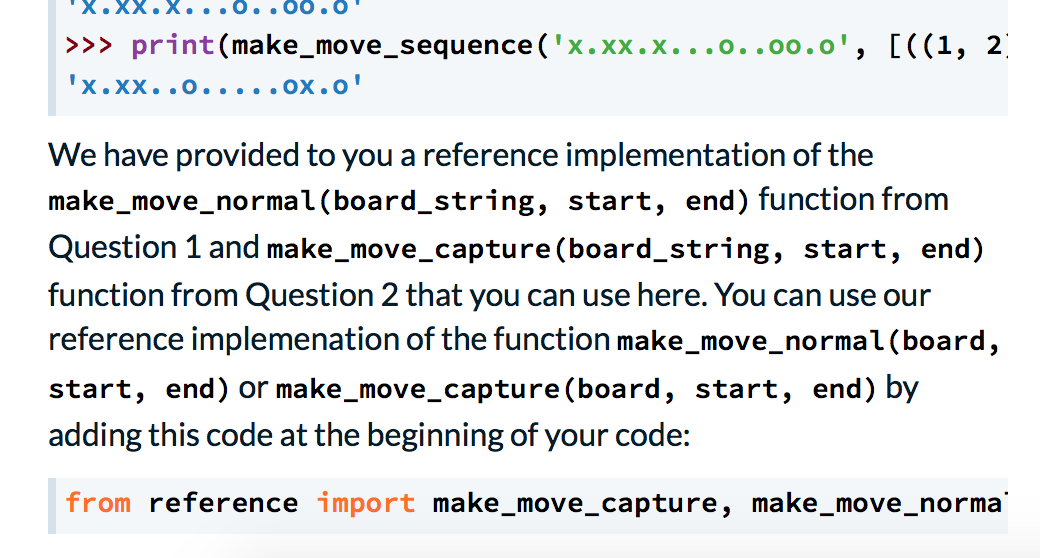 'x.xx.x...o..oo.o'
>>> print(make_move_sequence('x.xx.x...o..oo.o', [((1, 2)
'x.xx..o.....ox.o'
We have provided to you a reference implementation of the
make_move_normal(board_string, start, end) function from
Question 1 and make_move_capture(board_string, start, end)
function from Question 2 that you can use here. You can use our
reference implemenation of the function make_move_normal(board,
start, end) or make_move_capture(board, start, end) by
adding this code at the beginning of your code:
from reference import make_move_capture, make_move_normal